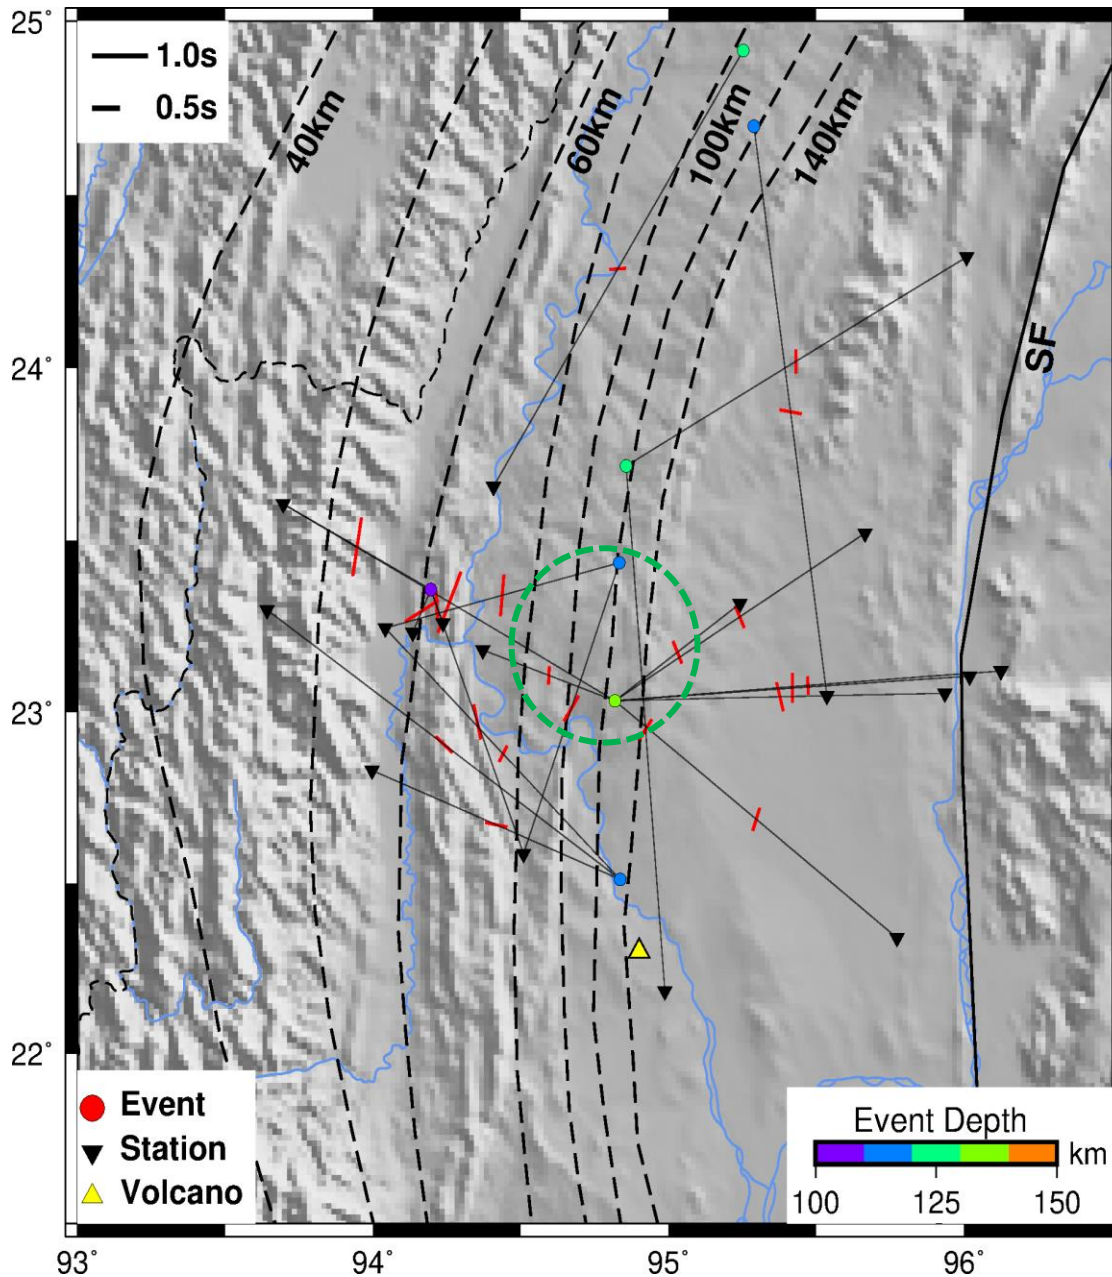 25°
1.0s
0.5s
40km
60km
100km
140km
24°
SF
23°
22°
Event
Station
Volcano
Event Depth
km
100 125 150
93° 94° 95° 96°